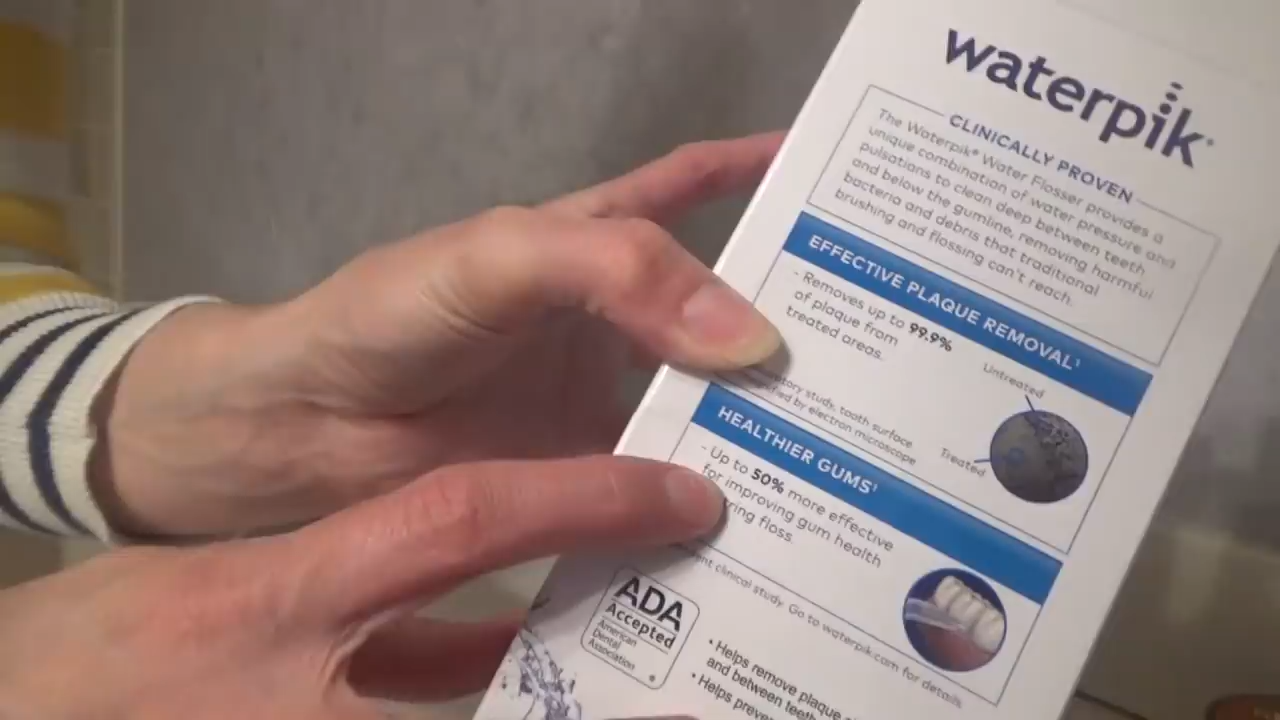 waterpik
CLINICALLY PROVEN
The Waterpik® Water Flosser provides a
unique combination of water pressure and
pulsations to clean deep between teeth
and below the gumline, removing harmful
bacteria and debris that traditional
brushing and flossing can't reach.
EFFECTIVE PLAQUE REMOVAL¹
- Removes up to 99.9%
of plaque from
treated areas.
Untreated
Treated
study, tooth surface
by electron microscope
HEALTHIER GUMS¹
- Up to 50% more effective
for improving gum health
floss.
clinical study. Go to waterpik.com for details.
ADA
Accepted
American
Dental
Association
®
• Helps remove plaque
and between teeth
• Helps